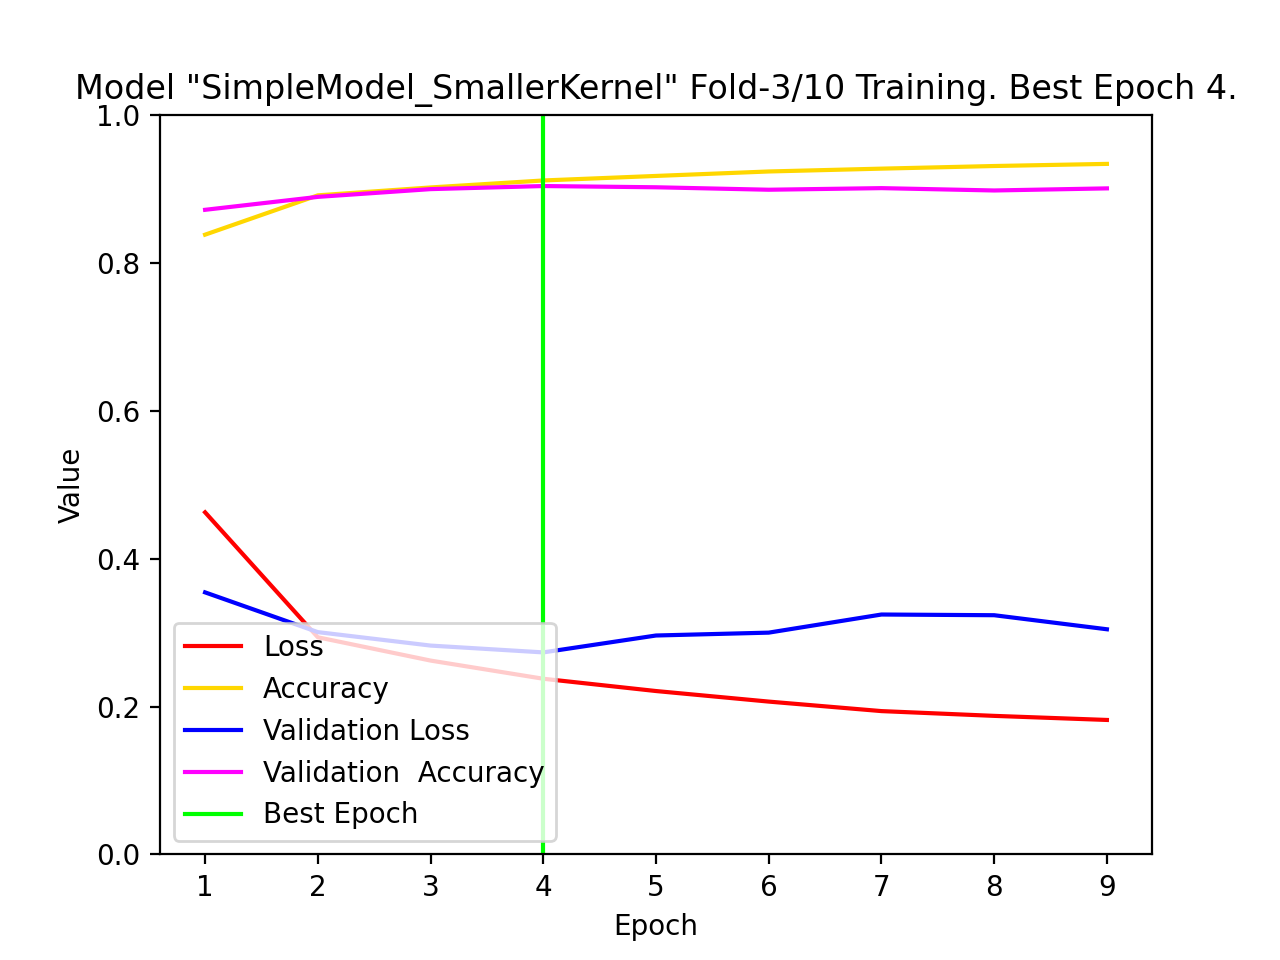 Model "SimpleModel_SmallerKernel" Fold-3/10 Training. Best Epoch 4.
1.0
0.8
0.6
0.4
0.2
0.0
Value
Loss
Accuracy
Validation Loss
Validation  Accuracy
Best Epoch
1 2 3 4 5 6 7 8 9
Epoch